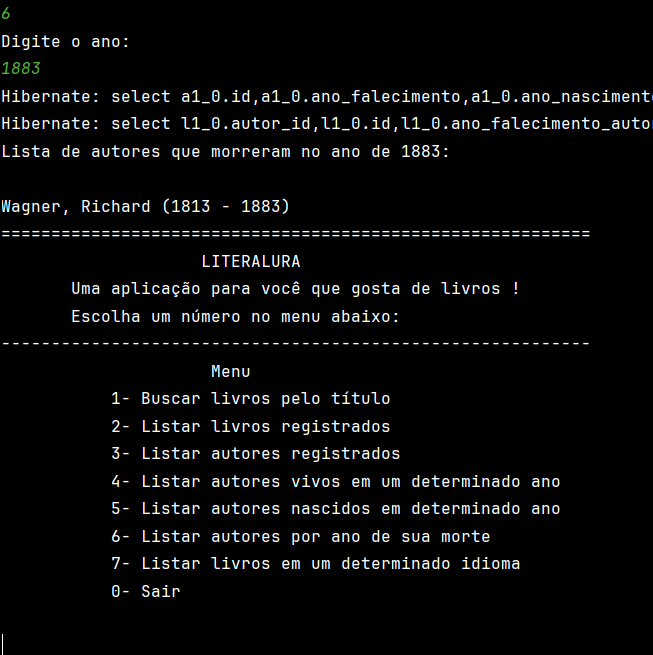 6
Digite o ano:
1883
Hibernate: select a1_0.id,a1_0.ano_falecimento,a1_0.ano_nascimento
Hibernate: select l1_0.autor_id,l1_0.id,l1_0.ano_falecimento_autor
Lista de autores que morreram no ano de 1883:
Wagner, Richard (1813 - 1883)
===========================================================
LITERALURA
Uma aplicação para você que gosta de livros !
Escolha um número no menu abaixo:
-----------------------------------------------------------
Menu
1- Buscar livros pelo título
2- Listar livros registrados
3- Listar autores registrados
4- Listar autores vivos em um determinado ano
5- Listar autores nascidos em determinado ano
6- Listar autores por ano de sua morte
7- Listar livros em um determinado idioma
0- Sair